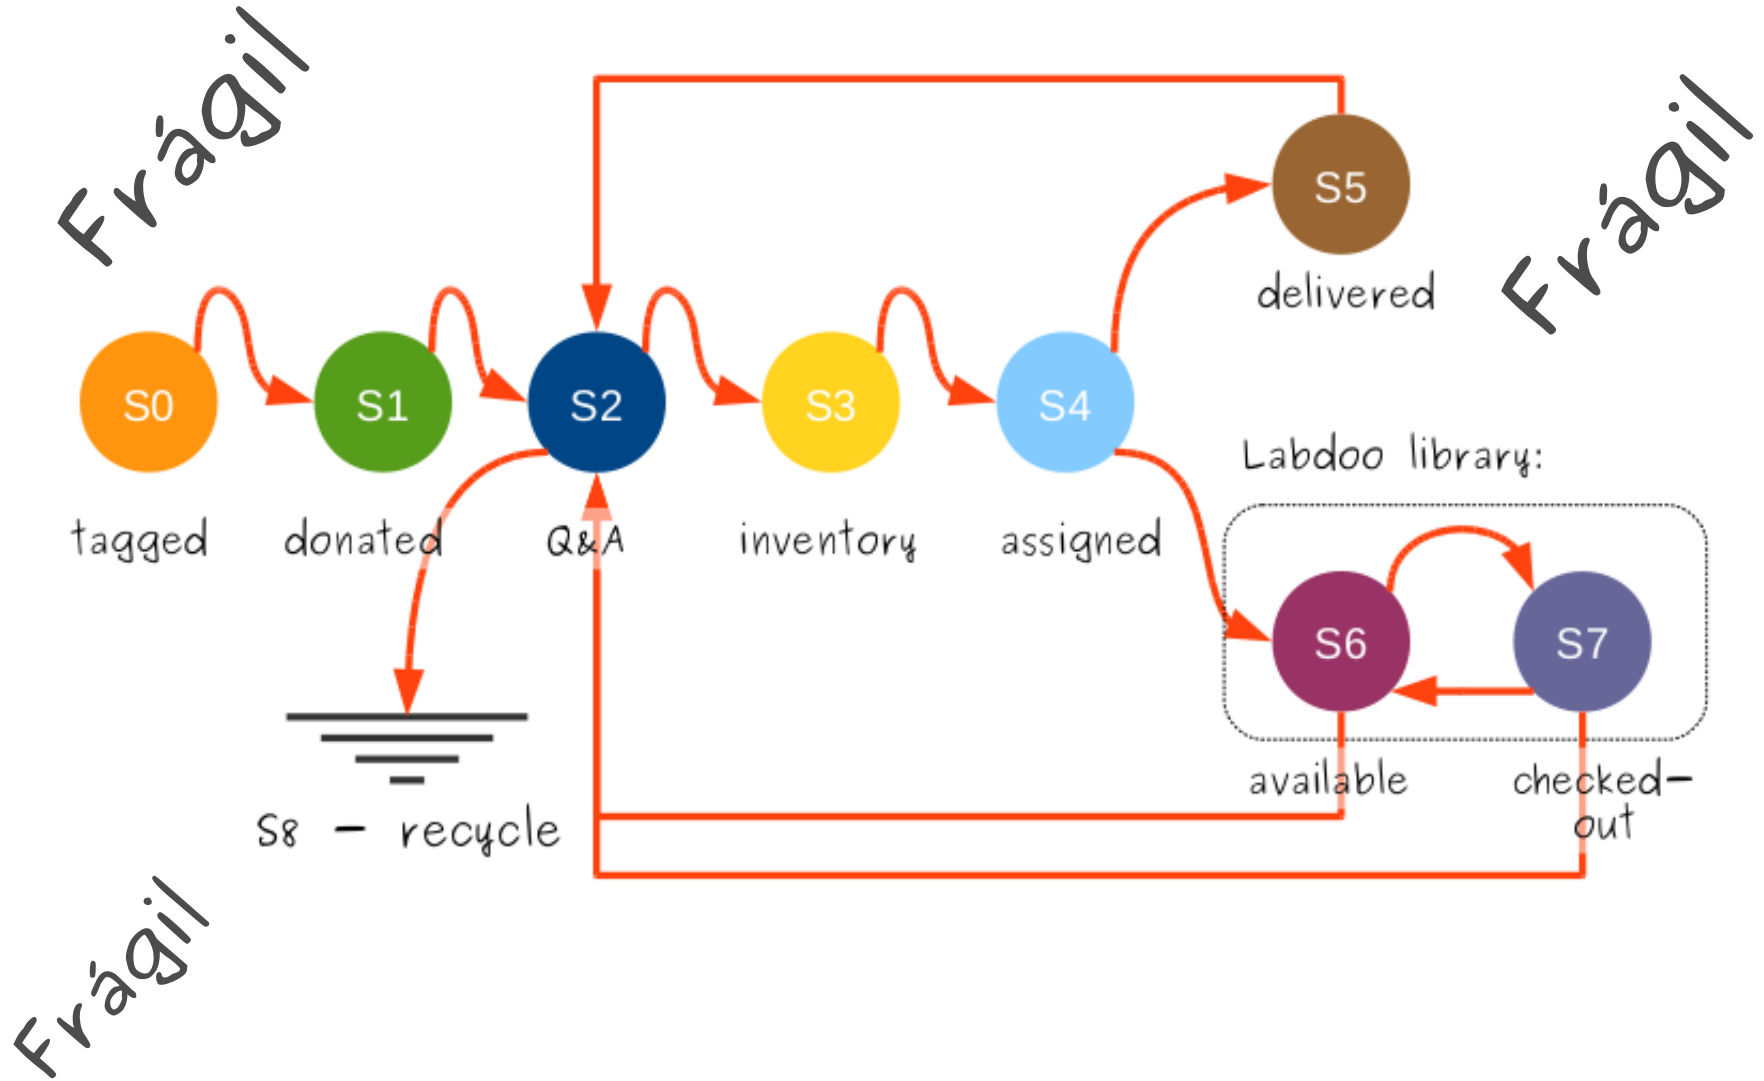 Frágil
Frágil
S5
delivered
S0
S1
S2
S3
S4
Labdoo library:
tagged
donated
Q&A
inventory
assigned
S6
S7
available
checked-
out
S8 - recycle
Frágil